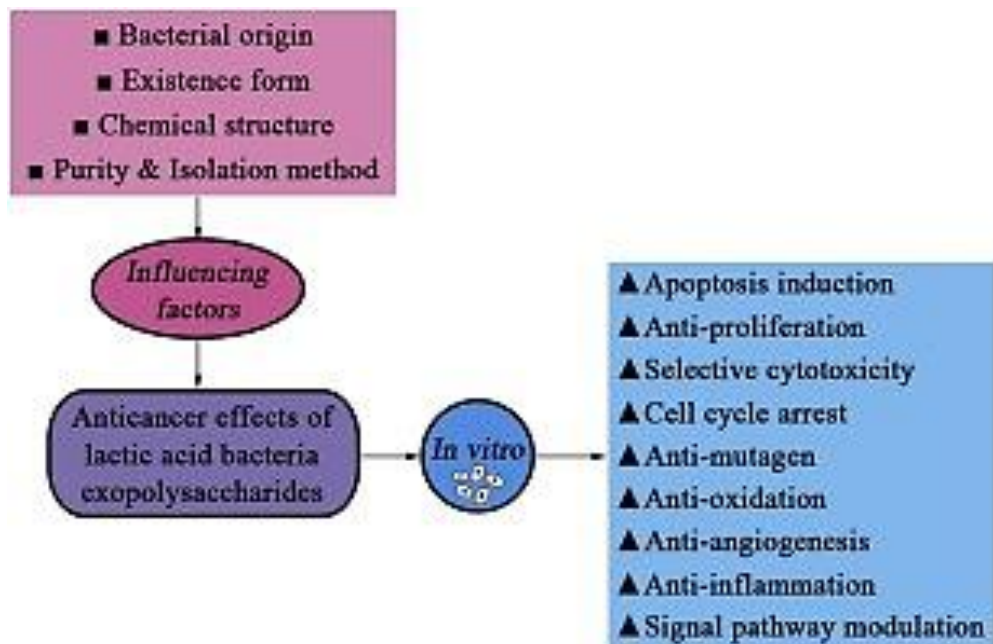 ■ Bacterial origin
■ Existence form
■ Chemical structure
■ Purity & Isolation method
Influencing
factors
Anticancer effects of
lactic acid bacteria
exopolysaccharides
In vitro
▲Apoptosis induction
▲Anti-proliferation
▲Selective cytotoxicity
▲Cell cycle arrest
▲Anti-mutagen
▲Anti-oxidation
▲Anti-angiogenesis
▲Anti-inflammation
▲Signal pathway modulation